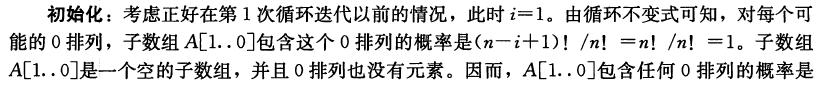 初始化：考虑正好在第1次循环迭代以前的情况，此时 i=1。由循环不变式可知，对每个可
能的0排列，子数组 A[1..0]包含这个0排列的概率是(n-i+1)! /n! =n! /n! =1。子数组
A[1..0]是一个空的子数组，并且0排列也没有元素。因而，A[1..0]包含任何0排列的概率是